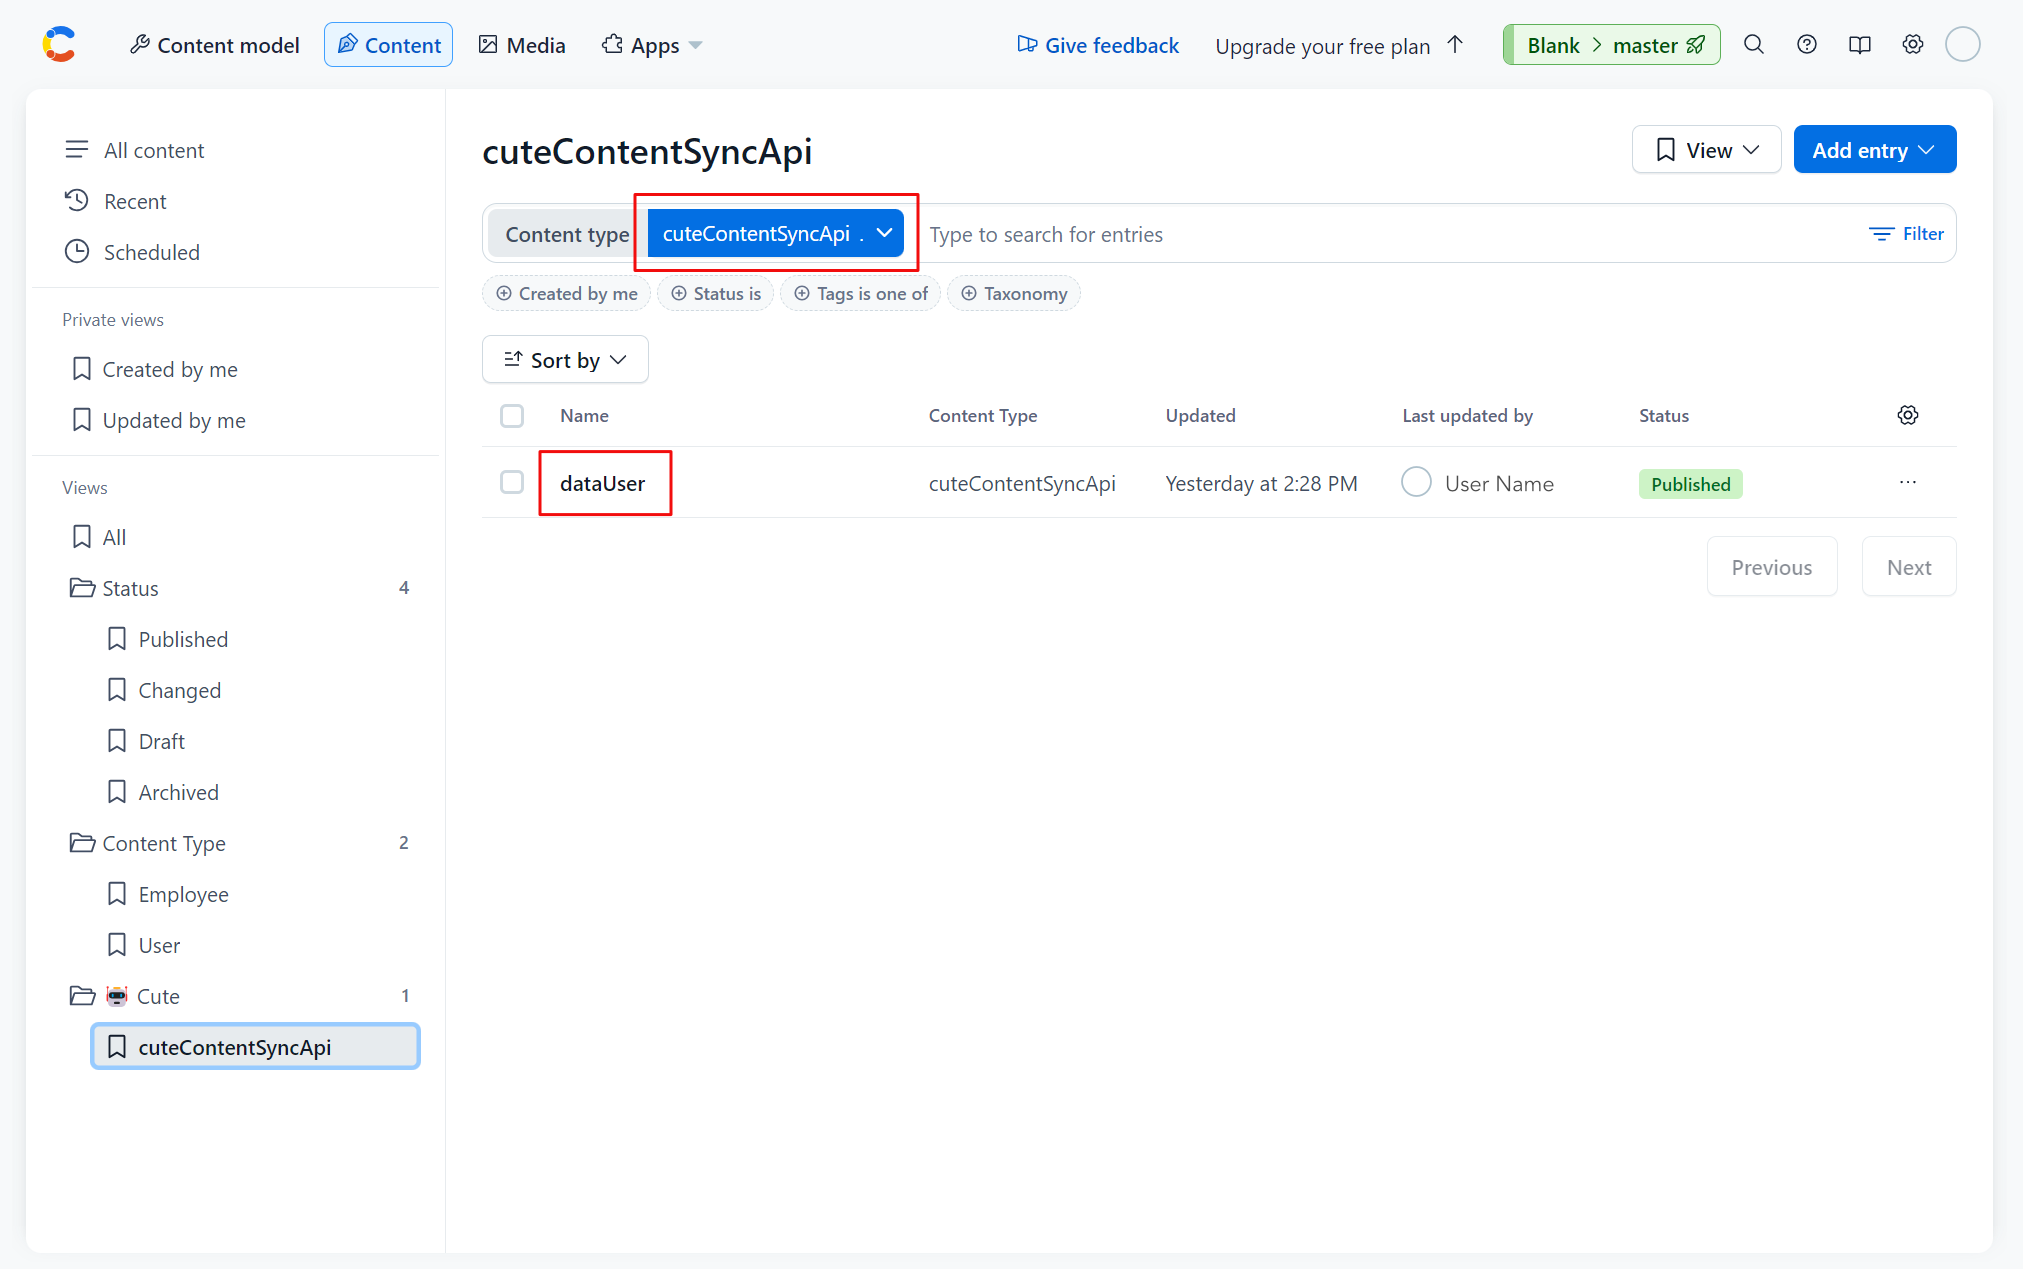 Content model Content Media Apps Give feedback Upgrade your free plan Blank > master
All content
Recent
Scheduled
Private views
Created by me
Updated by me
Views
All
Status 4
Published
Changed
Draft
Archived
Content Type 2
Employee
User
Cute 1
cuteContentSyncApi
cuteContentSyncApi
View
Add entry
Content type cuteContentSyncApi . Type to search for entries Filter
Created by me Status is Tags is one of Taxonomy
Sort by
Name Content Type Updated Last updated by Status
dataUser cuteContentSyncApi Yesterday at 2:28 PM User Name Published ...
Previous Next